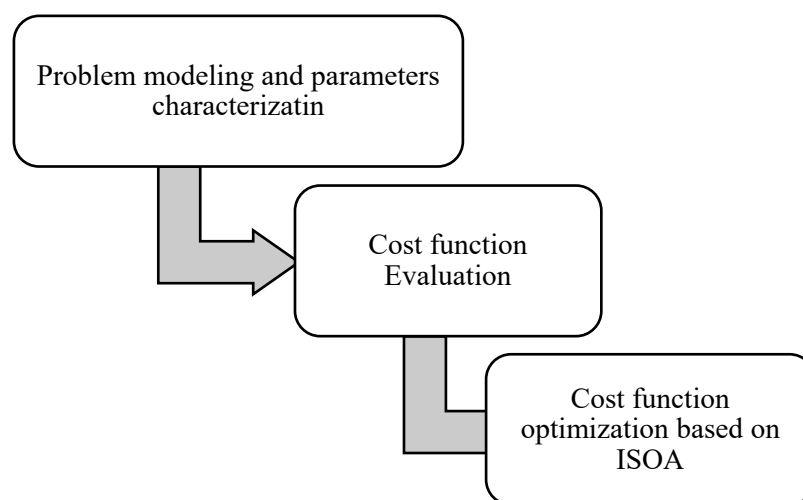 Problem modeling and parameters
characterizatin
Cost function
Evaluation
Cost function
optimization based on
ISOA